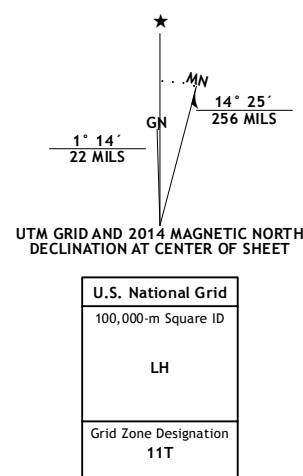 ★
MN
14° 25´
256 MILS
GN
1° 14´
22 MILS
UTM GRID AND 2014 MAGNETIC NORTH
DECLINATION AT CENTER OF SHEET
U.S. National Grid
100,000-m Square ID
LH
Grid Zone Designation
11T